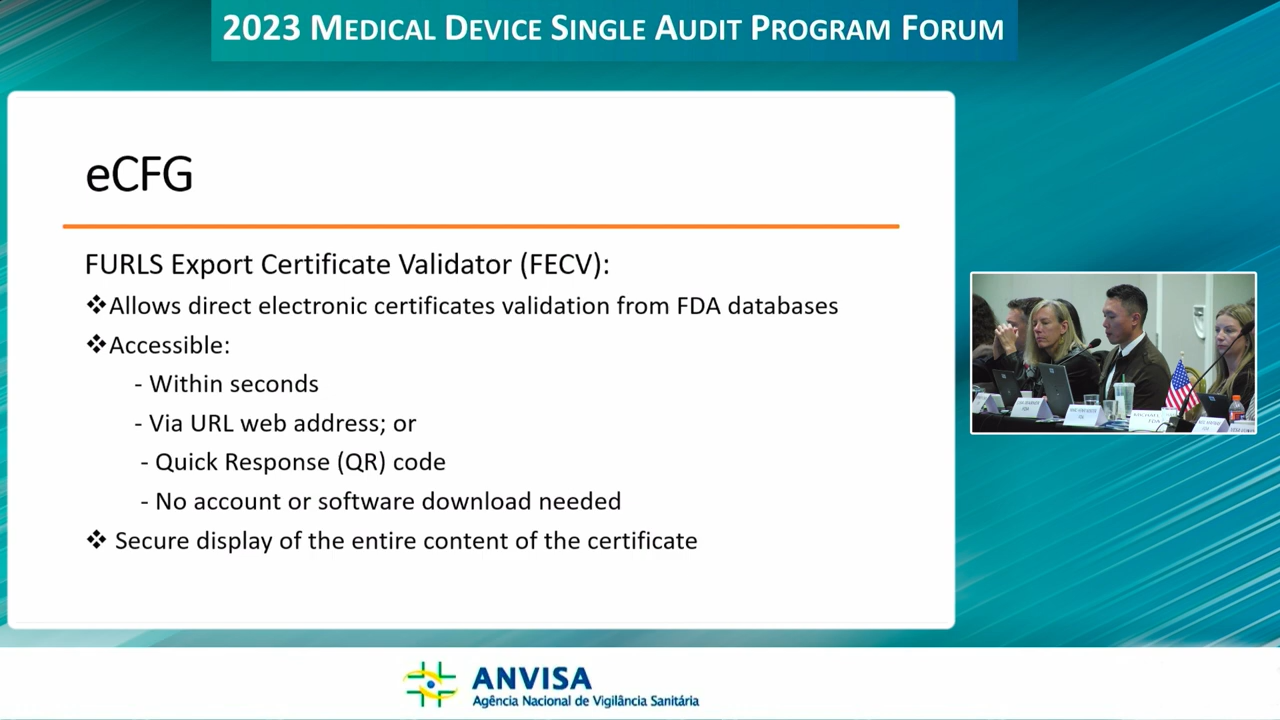 2023 MEDICAL DEVICE SINGLE AUDIT PROGRAM FORUM
eCFG
FURLS Export Certificate Validator (FECV):
❖Allows direct electronic certificates validation from FDA databases
❖Accessible:
- Within seconds
- Via URL web address; or
- Quick Response (QR) code
- No account or software download needed
❖ Secure display of the entire content of the certificate
FDA
ANVISA
Agência Nacional de Vigilância Sanitária